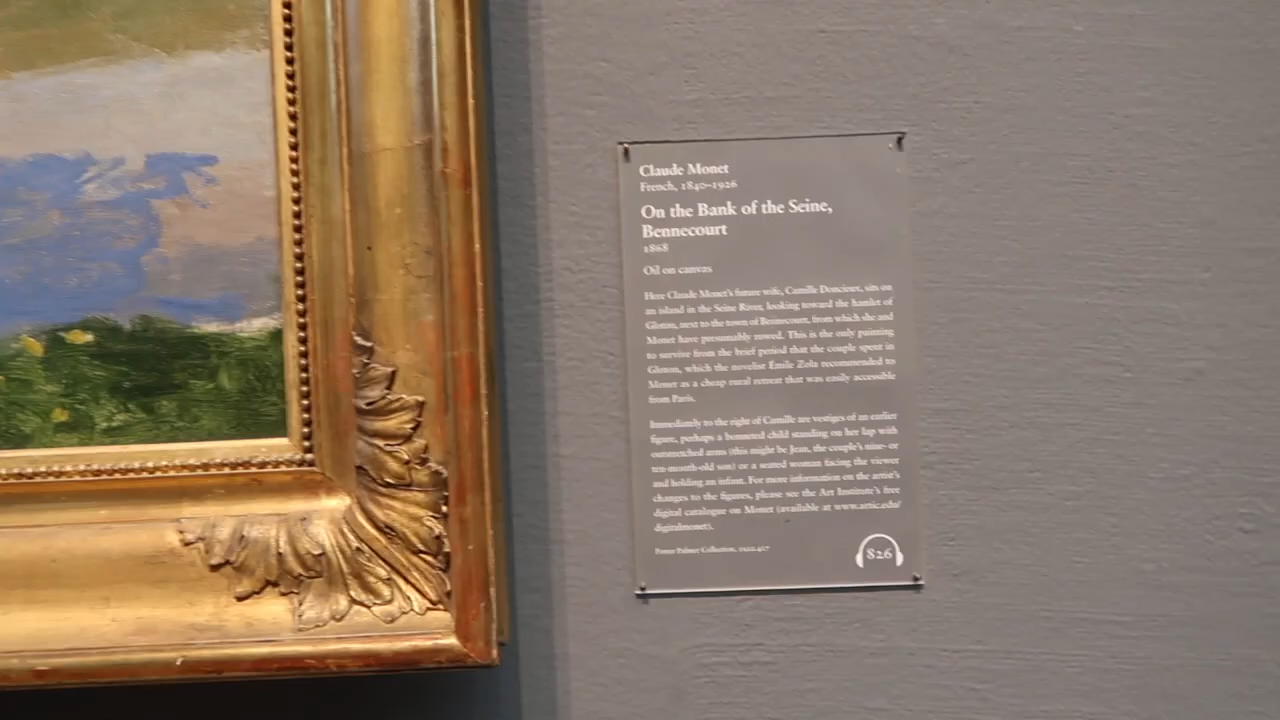 Claude Monet
French, 1840–1926
On the Bank of the Seine,
Bennecourt
1868
Oil on canvas
Here Claude Monet's future wife, Camille Doncieux, sits on
an island in the Seine River, looking toward the hamlet of
Gloton, next to the town of Bennecourt, from which she and
Monet have presumably rowed. This is the only painting
to survive from the brief period that the couple spent in
Gloton, which the novelist Émile Zola recommended to
Monet as a cheap rural retreat that was easily accessible
from Paris.
Immediately to the right of Camille are vestiges of an earlier
figure, perhaps a bonneted child standing on her lap with
outstretched arms (this might be Jean, the couple's nine- or
ten-month-old son) or a seated woman facing the viewer
and holding an infant. For more information on the artist's
changes to the figures, please see the Art Institute's free
digital catalogue on Monet (available at www.artic.edu/
digitalmonet).
Potter Palmer Collection, 1922.427
826